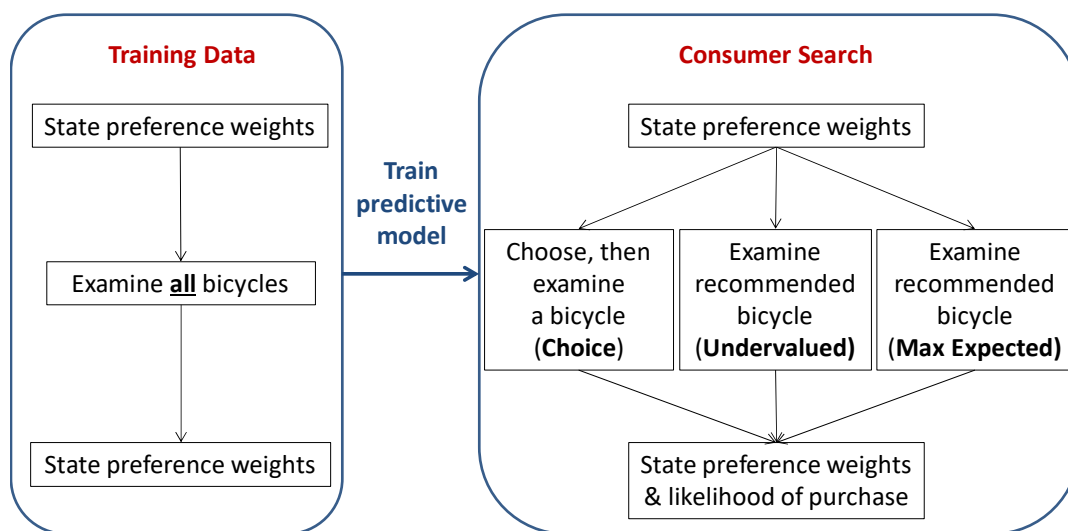 Training Data
State preference weights
Examine all bicycles
State preference weights
Train
predictive
model
Consumer Search
State preference weights
Choose, then
examine
a bicycle
(Choice)
Examine
recommended
bicycle
(Undervalued)
Examine
recommended
bicycle
(Max Expected)
State preference weights
& likelihood of purchase